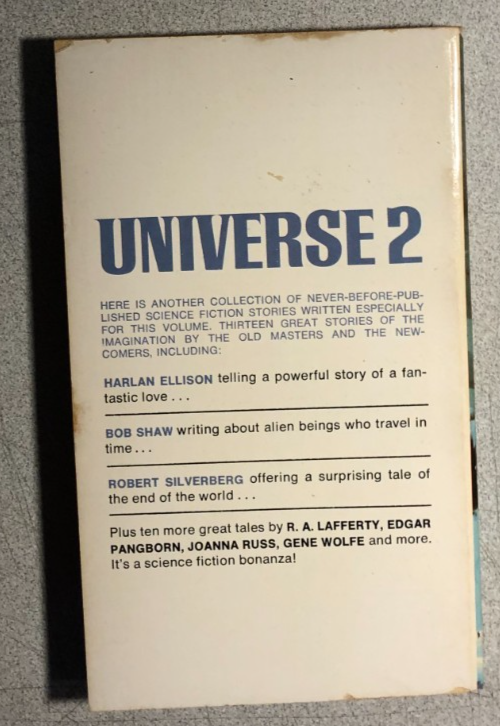 UNIVERSE 2
HERE IS ANOTHER COLLECTION OF NEVER-BEFORE-PUB-
LISHED SCIENCE FICTION STORIES WRITTEN ESPECIALLY
FOR THIS VOLUME. THIRTEEN GREAT STORIES OF THE
IMAGINATION BY THE OLD MASTERS AND THE NEW-
COMERS, INCLUDING:
HARLAN ELLISON telling a powerful story of a fan-
tastic love . . .
BOB SHAW writing about alien beings who travel in
time . . .
ROBERT SILVERBERG offering a surprising tale of
the end of the world . . .
Plus ten more great tales by R. A. LAFFERTY, EDGAR
PANGBORN, JOANNA RUSS, GENE WOLFE and more.
It's a science fiction bonanza!